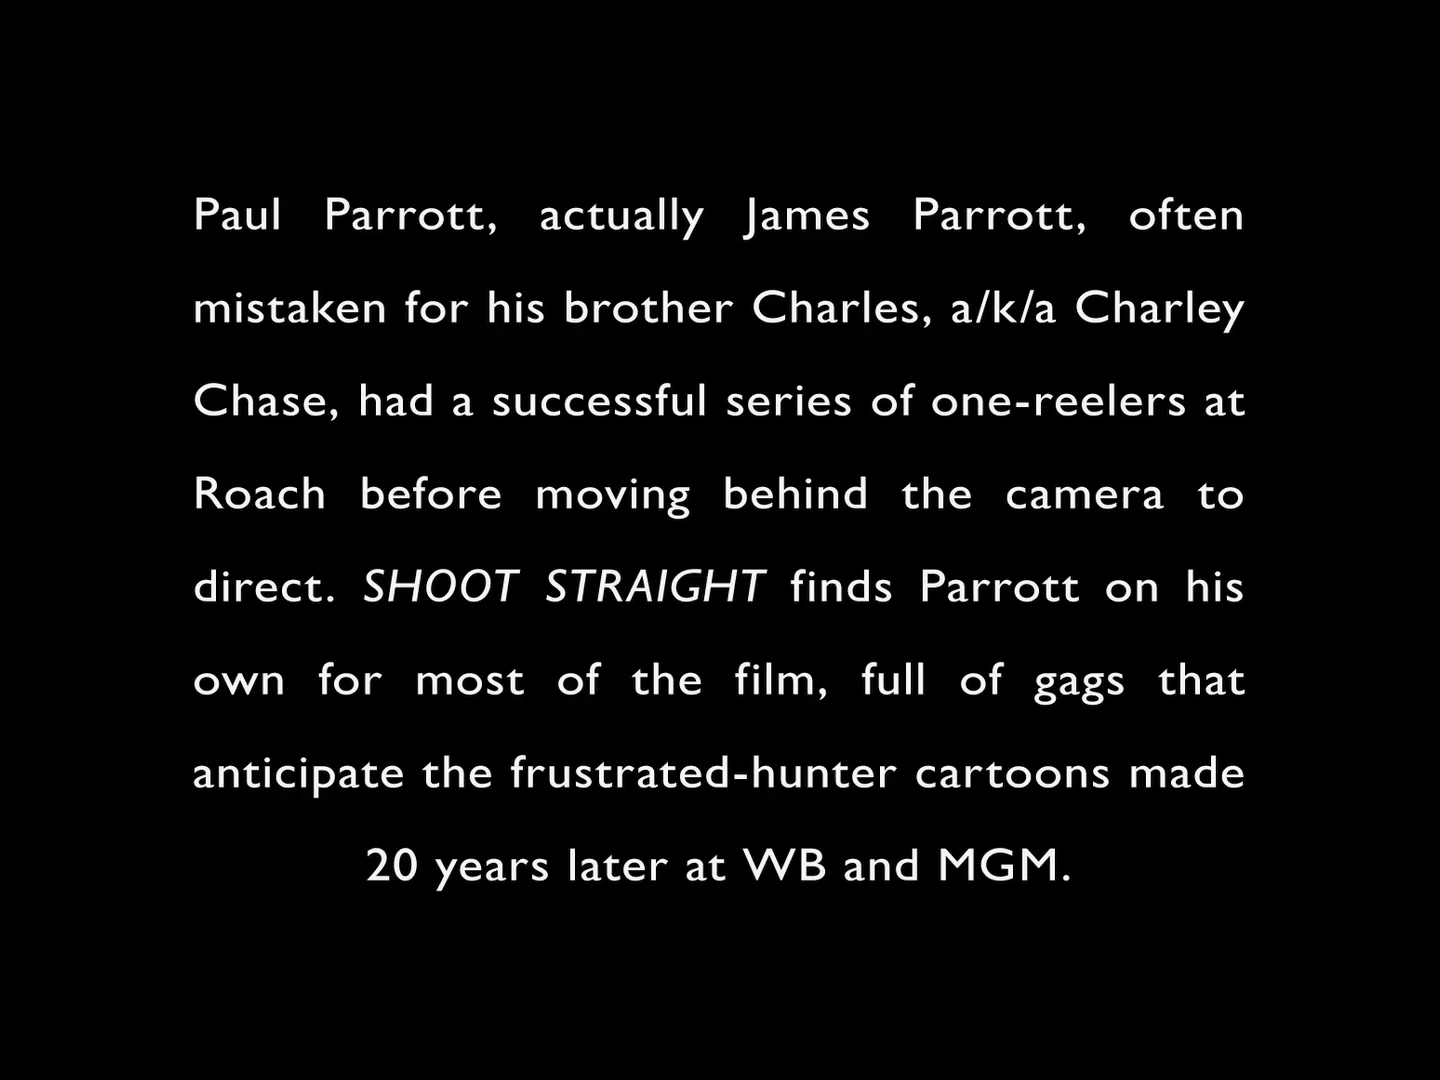 Paul Parrott, actually James Parrott, often
mistaken for his brother Charles, a/k/a Charley
Chase, had a successful series of one-reelers at
Roach before moving behind the camera to
direct. SHOOT STRAIGHT finds Parrott on his
own for most of the film, full of gags that
anticipate the frustrated-hunter cartoons made
20 years later at WB and MGM.